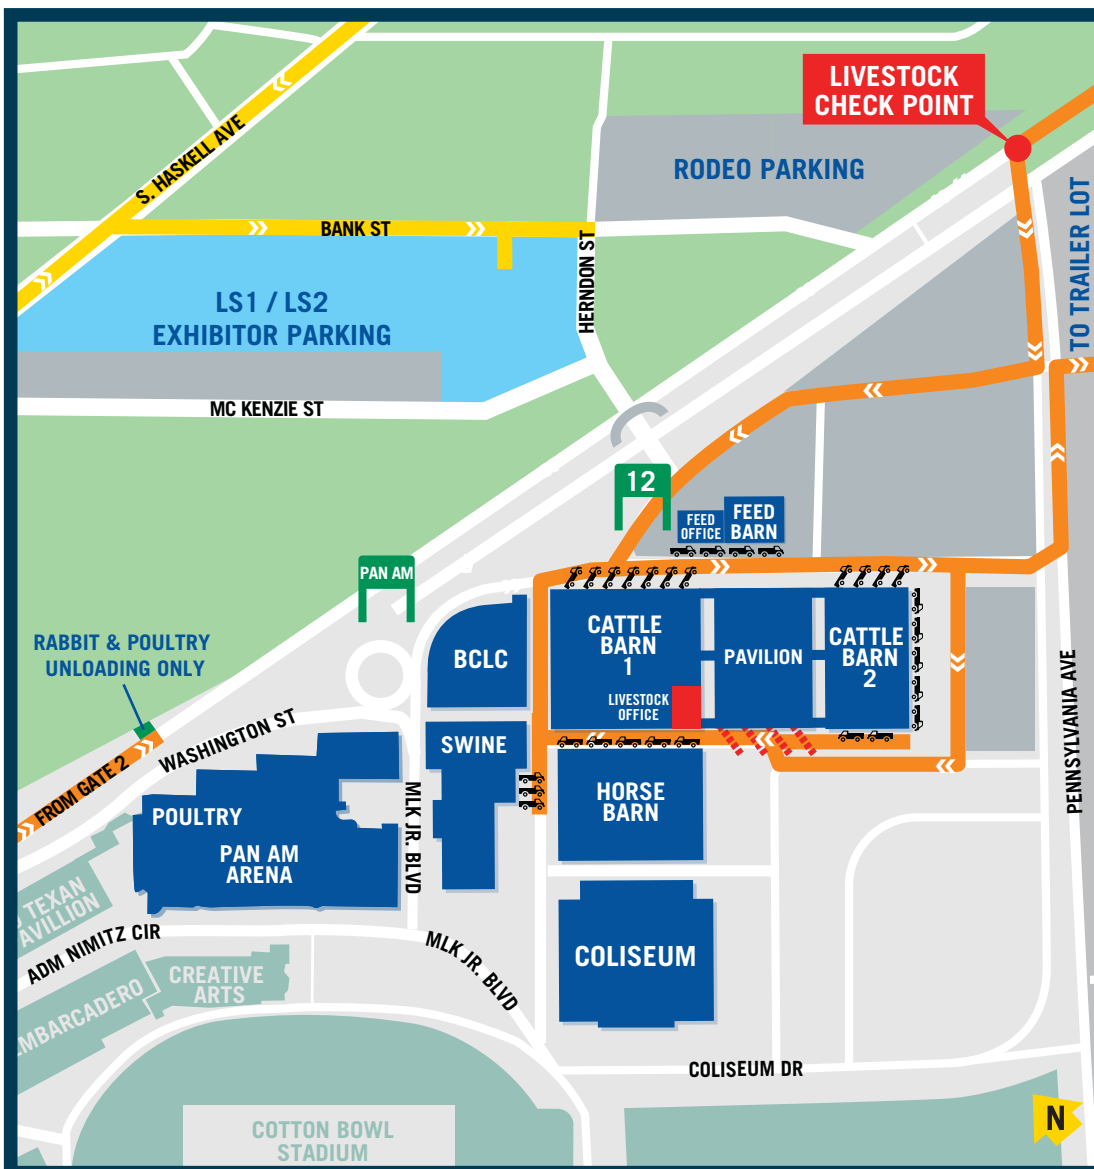 LIVESTOCK
CHECK POINT
S. HASKELL AVE
RODEO PARKING
TO TRAILER LOT
BANK ST
HERNDON ST
LS1 / LS2
EXHIBITOR PARKING
MC KENZIE ST
12
FEED
OFFICE
FEED
BARN
PAN AM
RABBIT & POULTRY
UNLOADING ONLY
BCLC
CATTLE
BARN
1
PAVILION
CATTLE
BARN
2
LIVESTOCK
OFFICE
PENNSYLVANIA AVE
WASHINGTON ST
FROM GATE 2
SWINE
HORSE
BARN
MLK JR. BLVD
POULTRY
PAN AM
ARENA
TEXAN
AVILLION
ADM NIMITZ CIR
MLK JR. BLVD
COLISEUM
CREATIVE
ARTS
EMBARCADERO
COLISEUM DR
COTTON BOWL
STADIUM
N